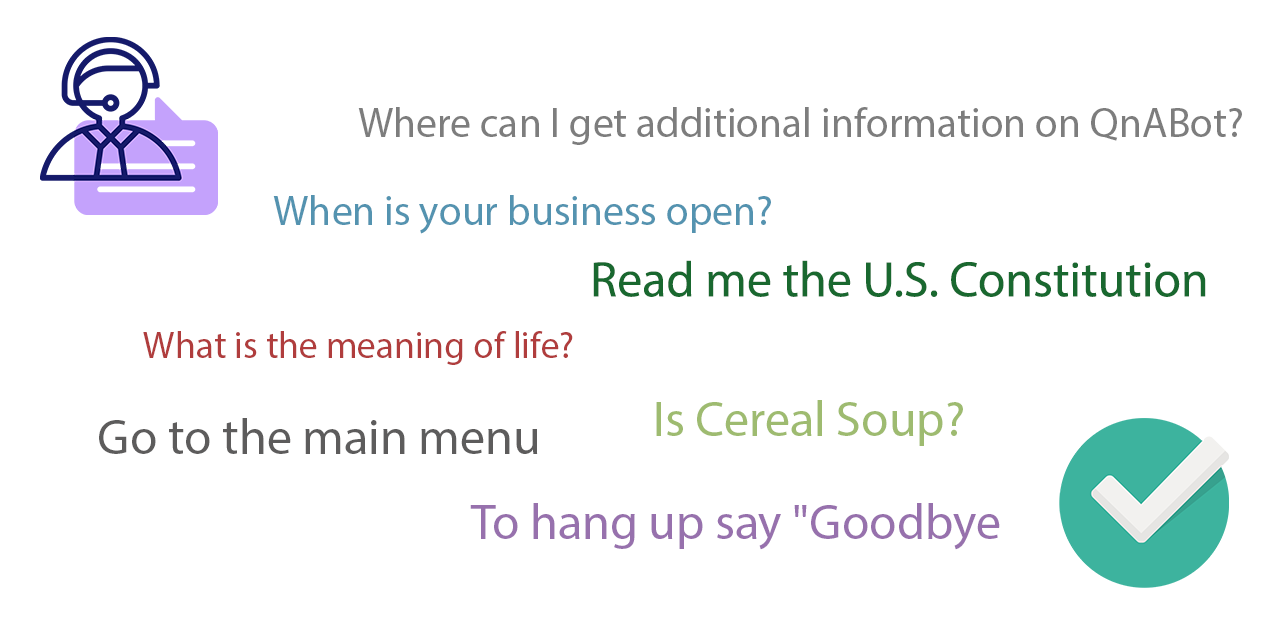 Where can I get additional information on QnABot?
When is your business open?
Read me the U.S. Constitution
What is the meaning of life?
Is Cereal Soup?
Go to the main menu
To hang up say "Goodbye